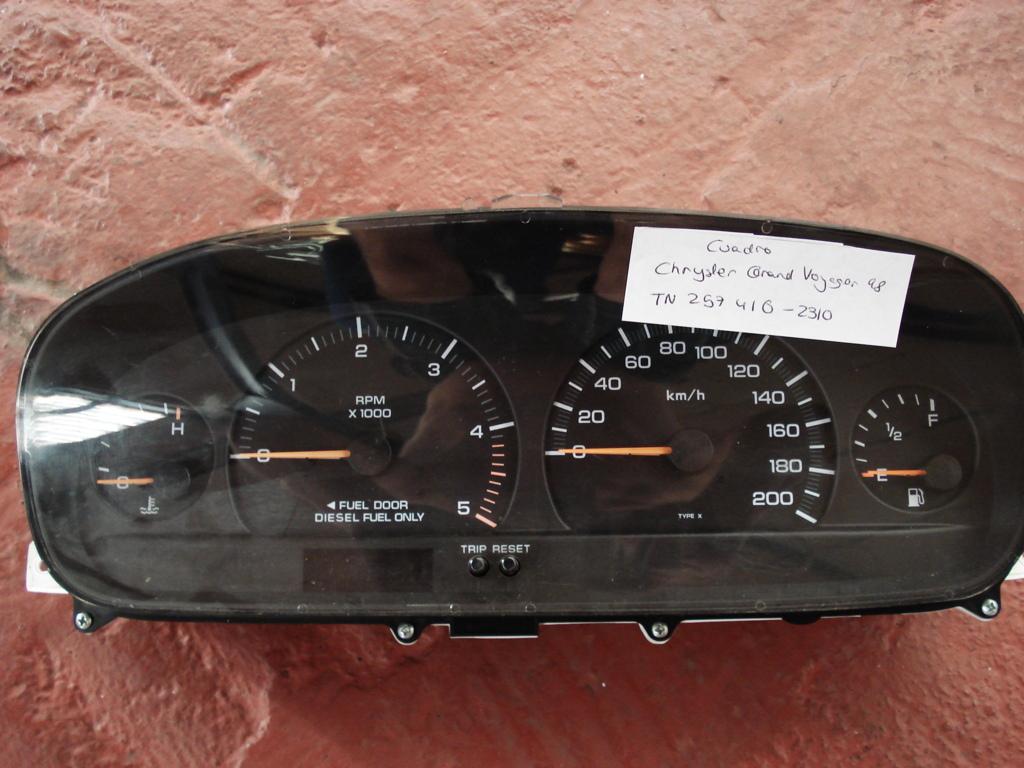 Cuadro
Chrysler Grand Voyager 98
TN 257 416 - 2310
H
C
0
1
2
3
4
5
RPM
X 1000
◄ FUEL DOOR
DIESEL FUEL ONLY
0
20
40
60
80
100
120
140
160
180
200
km/h
TYPE X
F
1/2
E
TRIP RESET